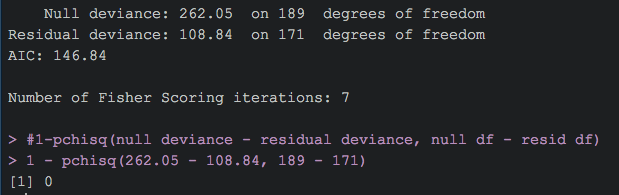 Null deviance: 262.05  on 189  degrees of freedom
Residual deviance: 108.84  on 171  degrees of freedom
AIC: 146.84
Number of Fisher Scoring iterations: 7
> #1-pchisq(null deviance - residual deviance, null df - resid df)
> 1 - pchisq(262.05 - 108.84, 189 - 171)
[1] 0